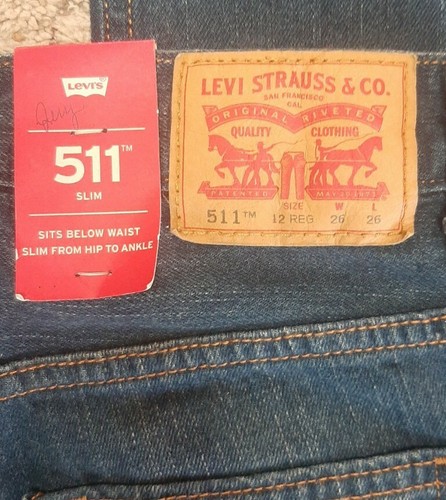 LEVI'S
511™
SLIM
SITS BELOW WAIST
SLIM FROM HIP TO ANKLE
LEVI STRAUSS & CO.
SAN FRANCISCO
CAL
ORIGINAL RIVETED
QUALITY CLOTHING
PATENTED MAY 20 1873
SIZE W L
511™ 12 REG 26 26